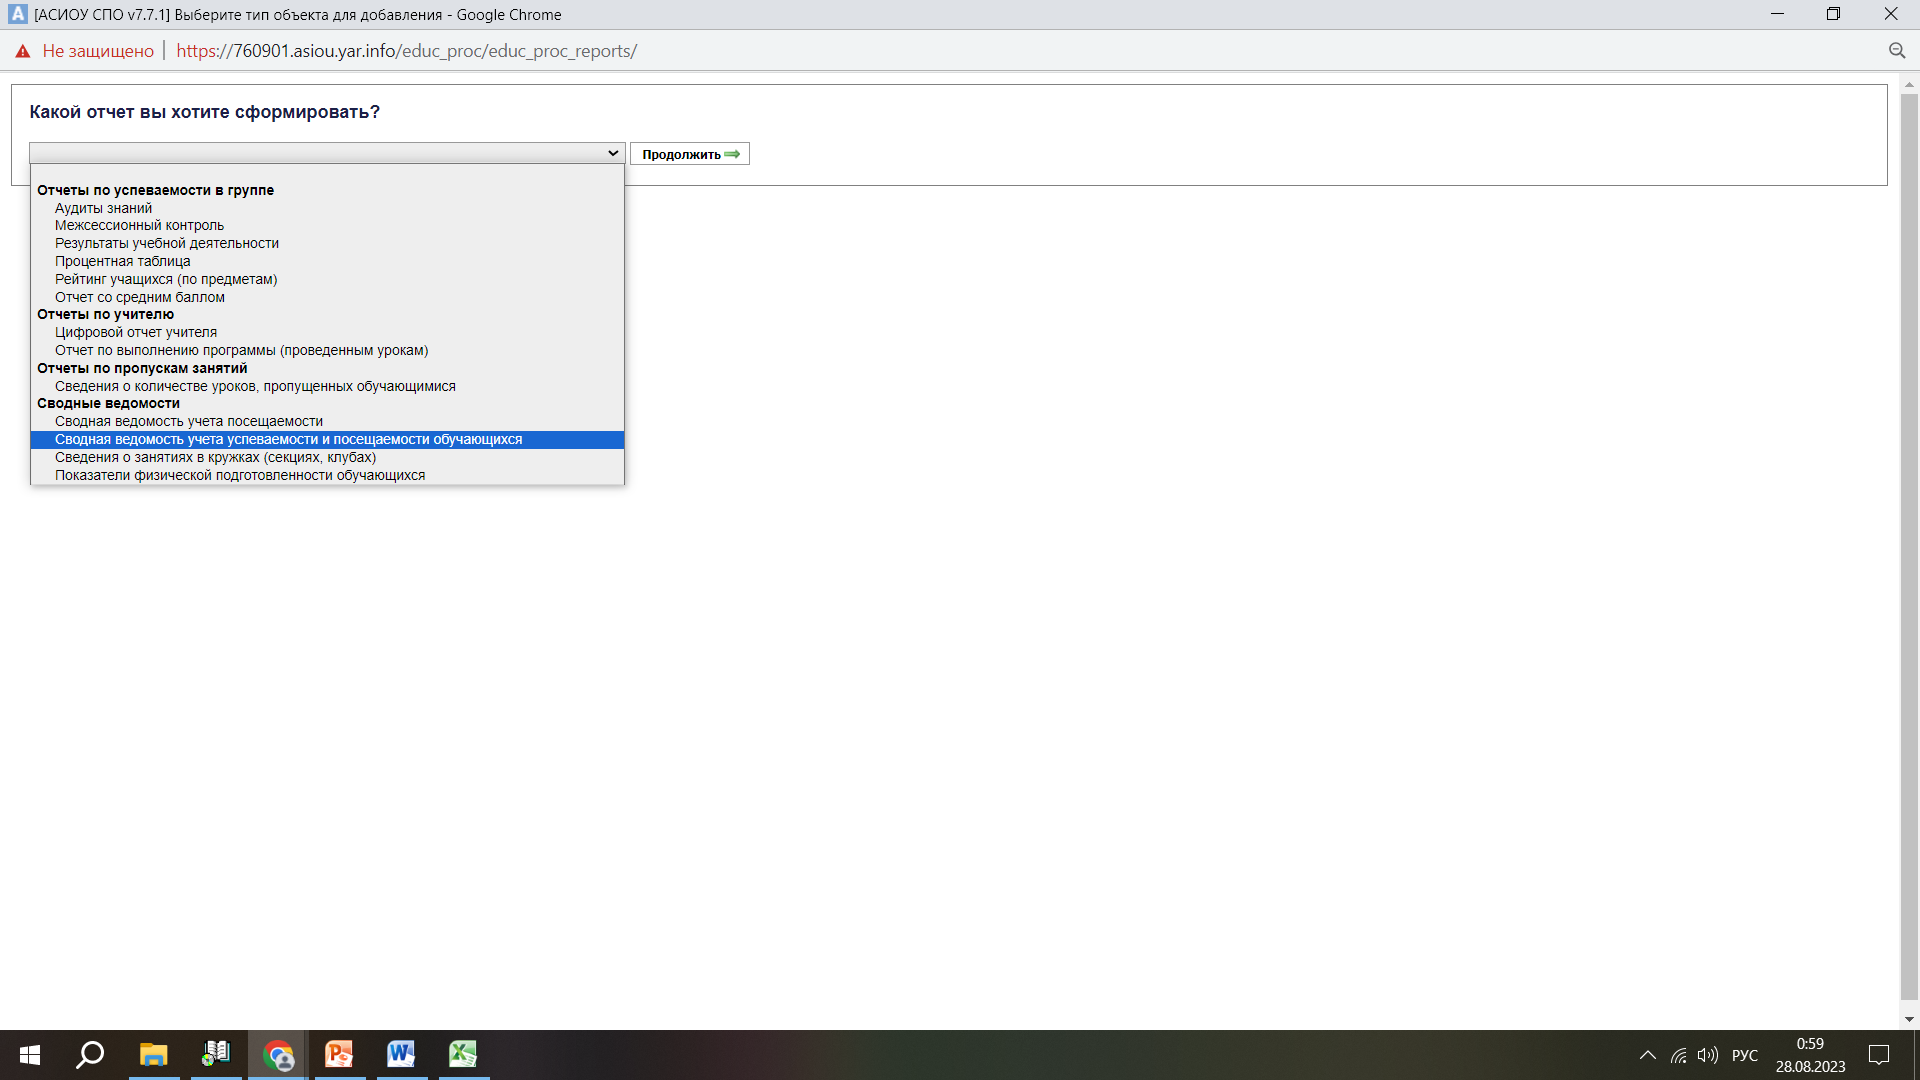 [АСИОУ СПО v7.7.1] Выберите тип объекта для добавления - Google Chrome
Не защищено | https://760901.asiou.yar.info/educ_proc/educ_proc_reports/
Какой отчет вы хотите сформировать?
Продолжить
Отчеты по успеваемости в группе
Аудиты знаний
Межсессионный контроль
Результаты учебной деятельности
Процентная таблица
Рейтинг учащихся (по предметам)
Отчет со средним баллом
Отчеты по учителю
Цифровой отчет учителя
Отчет по выполнению программы (проведенным урокам)
Отчеты по пропускам занятий
Сведения о количестве уроков, пропущенных обучающимися
Сводные ведомости
Сводная ведомость учета посещаемости
Сводная ведомость учета успеваемости и посещаемости обучающихся
Сведения о занятиях в кружках (секциях, клубах)
Показатели физической подготовленности обучающихся
РУС
0:59
28.08.2023